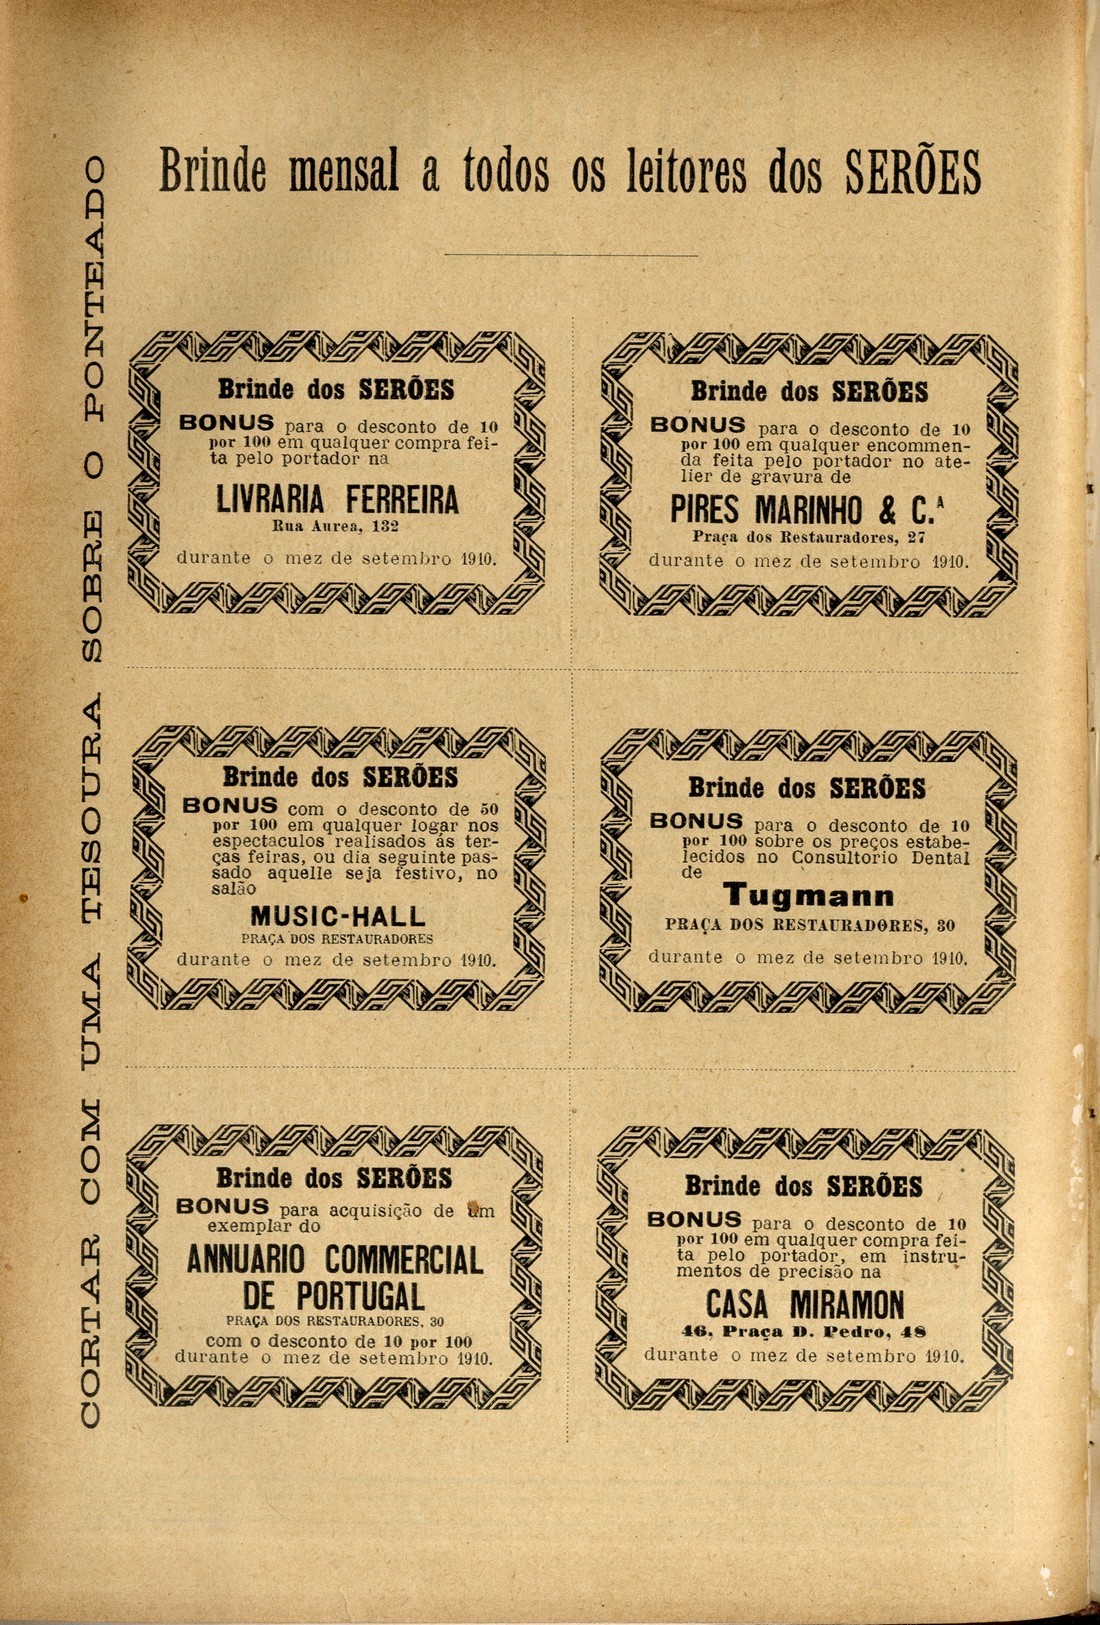 Brinde mensal a todos os leitores dos SERÕES
CORTAR COM UMA TESOURA SOBRE O PONTEADO
Brinde dos SERÕES
BONUS para o desconto de 10
por 100 em qualquer compra fei-
ta pelo portador na
LIVRARIA FERREIRA
Rua Aurea, 132
durante o mez de setembro 1910.
Brinde dos SERÕES
BONUS para o desconto de 10
por 100 em qualquer encommen-
da feita pelo portador no ate-
lier de gravura de
PIRES MARINHO & C.ᴬ
Praça dos Restauradores, 27
durante o mez de setembro 1910.
Brinde dos SERÕES
BONUS com o desconto de 50
por 100 em qualquer logar nos
espectaculos realisados ás ter-
ças feiras, ou dia seguinte pas-
sado aquelle seja festivo, no
salão
MUSIC-HALL
PRAÇA DOS RESTAURADORES
durante o mez de setembro 1910.
Brinde dos SERÕES
BONUS para o desconto de 10
por 100 sobre os preços estabe-
lecidos no Consultorio Dental
de
Tugmann
PRAÇA DOS RESTAURADORES, 30
durante o mez de setembro 1910.
Brinde dos SERÕES
BONUS para acquisição de um
exemplar do
ANNUARIO COMMERCIAL
DE PORTUGAL
PRAÇA DOS RESTAURADORES, 30
com o desconto de 10 por 100
durante o mez de setembro 1910.
Brinde dos SERÕES
BONUS para o desconto de 10
por 100 em qualquer compra fei-
ta pelo portador, em instru-
mentos de precisão na
CASA MIRAMON
46, Praça D. Pedro, 48
durante o mez de setembro 1910.